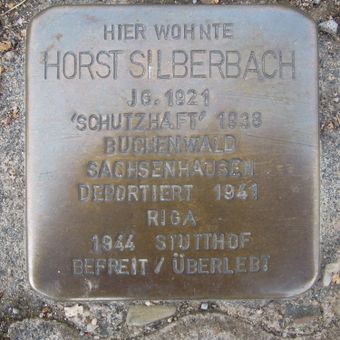 HIER WOHNTE
HORST SILBERBACH
JG. 1921
'SCHUTZHAFT' 1938
BUCHENWALD
SACHSENHAUSEN
DEPORTIERT 1941
RIGA
1944 STUTTHOF
BEFREIT / ÜBERLEBT